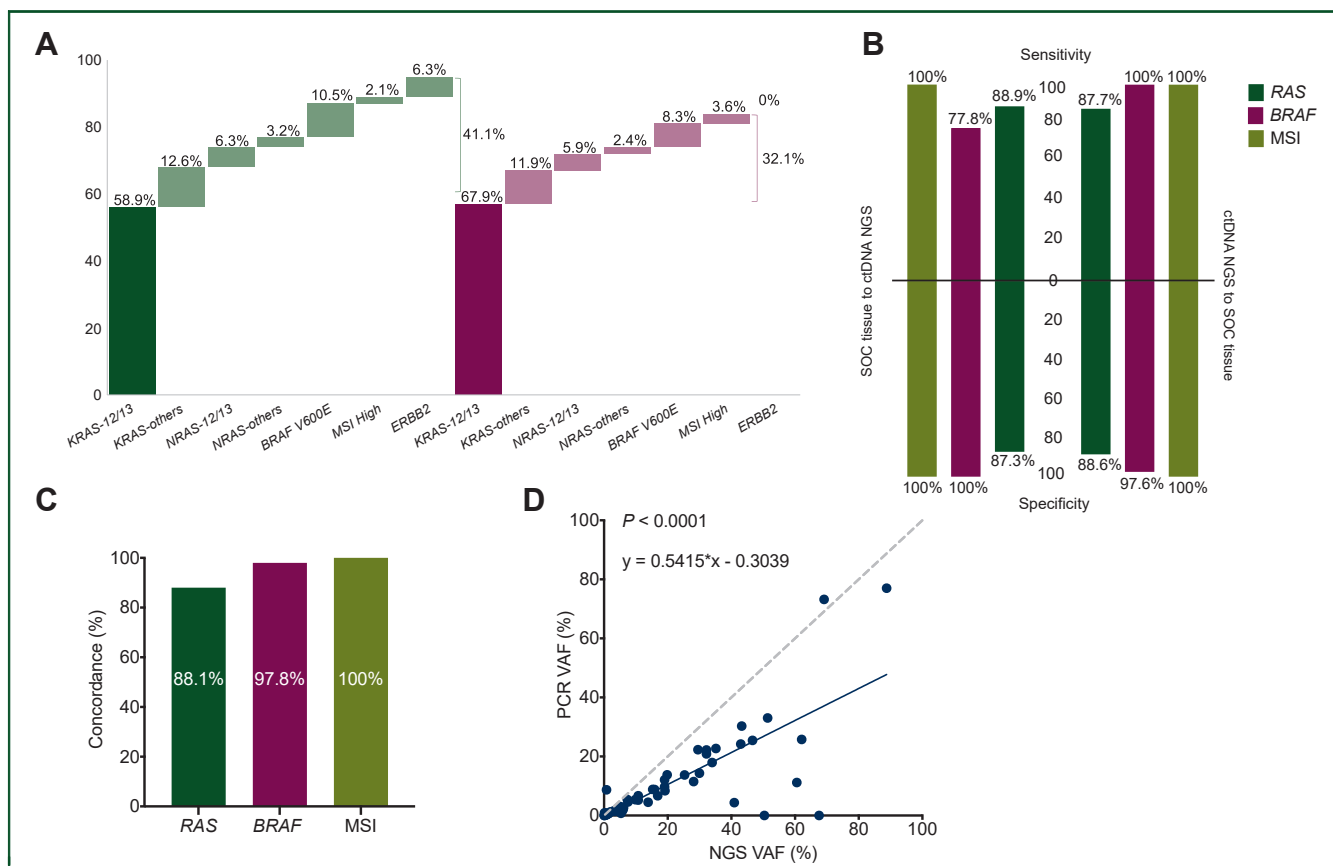 A
100
80
60
40
20
0
58.9%
12.6%
6.3%
3.2%
10.5%
2.1%
6.3%
41.1%
67.9%
11.9%
5.9%
2.4%
8.3%
3.6%
0%
32.1%
KRAS-12/13
KRAS-others
NRAS-12/13
NRAS-others
BRAF V600E
MSI High
ERBB2
KRAS-12/13
KRAS-others
NRAS-12/13
NRAS-others
BRAF V600E
MSI High
ERBB2
B
Sensitivity
100%
77.8%
88.9%
87.7%
100%
100%
100
80
60
40
20
0
20
40
60
80
100
SOC tissue to ctDNA NGS
ctDNA NGS to SOC tissue
100%
100%
87.3%
88.6%
97.6%
100%
Specificity
RAS
BRAF
MSI
C
Concordance (%)
100
80
60
40
20
0
88.1%
97.8%
100%
RAS
BRAF
MSI
D
P < 0.0001
y = 0.5415*x - 0.3039
PCR VAF (%)
100
80
60
40
20
0
0
20
40
60
80
100
NGS VAF (%)